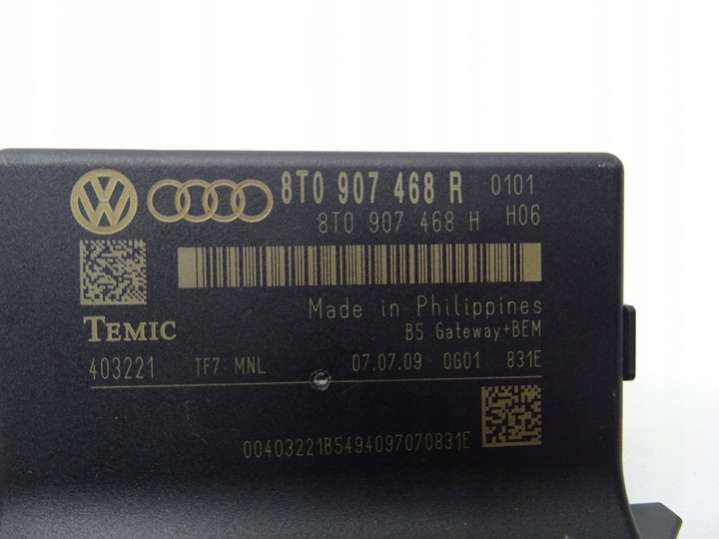 8T0 907 468 R 0101
8T0 907 468 H H06
Made in Philippines
TEMIC B5 Gateway+BEM
403221 TF7 MNL 07.07.09 0G01 831E
00403221B5494097070831E